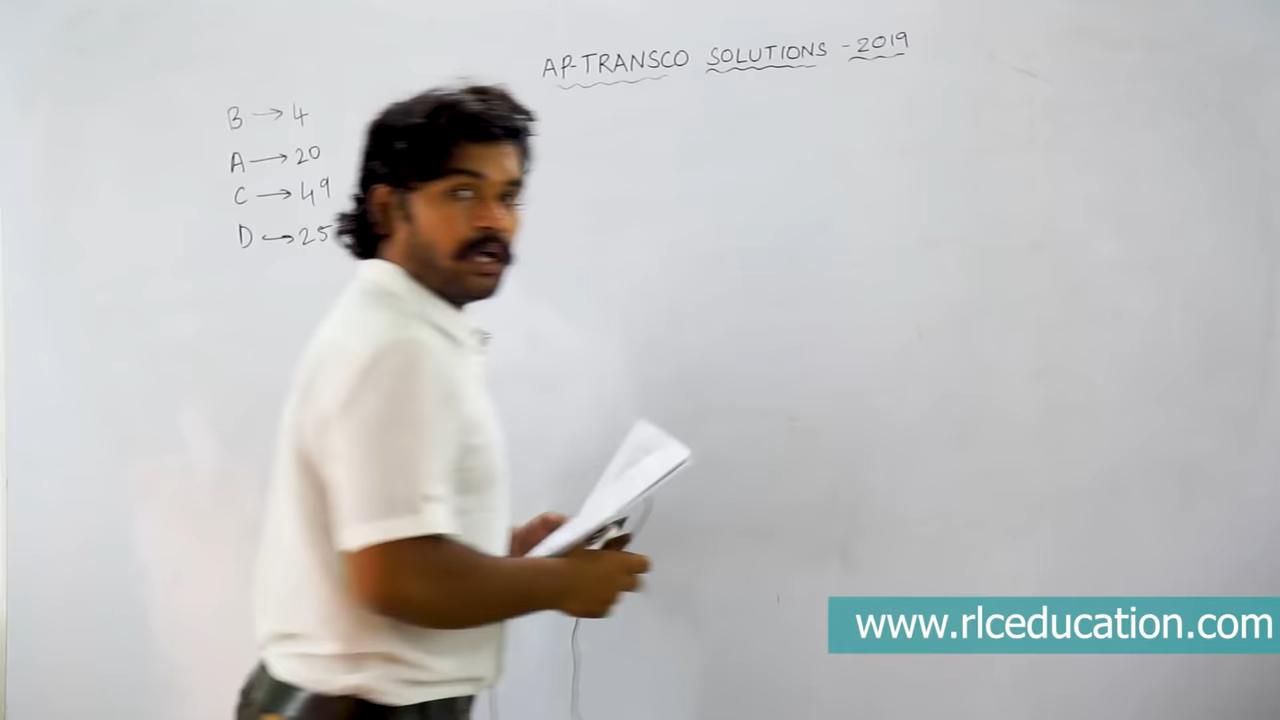 AP-TRANSCO SOLUTIONS - 2019
B → 4
A → 20
C → 49
D → 25
www.rlceducation.com